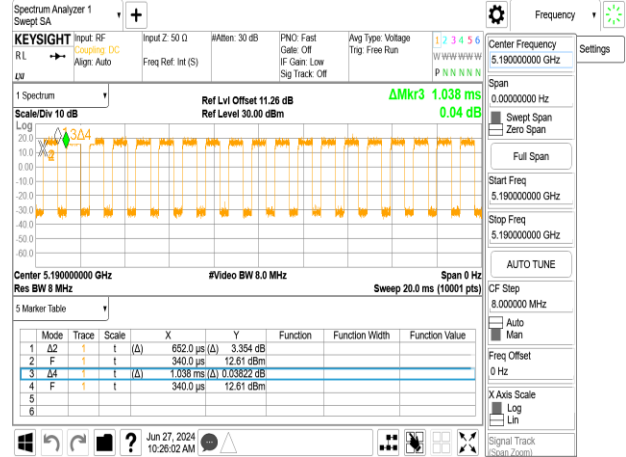 Spectrum Analyzer 1
Swept SA
Frequency
KEYSIGHT
RL
Input: RF
Coupling: DC
Align: Auto
Input Z: 50 Ω
Freq Ref: Int (S)
#Atten: 30 dB
PNO: Fast
Gate: Off
IF Gain: Low
Sig Track: Off
Avg Type: Voltage
Trig: Free Run
1 2 3 4 5 6
W W W W W W
P N N N N N
Center Frequency
5.190000000 GHz
Settings
Span
0.00000000 Hz
Swept Span
Zero Span
Full Span
Start Freq
5.190000000 GHz
Stop Freq
5.190000000 GHz
AUTO TUNE
CF Step
8.000000 MHz
Auto
Man
Freq Offset
0 Hz
X Axis Scale
Log
Lin
Signal Track
(Span Zoom)
1 Spectrum
Scale/Div 10 dB
Ref Lvl Offset 11.26 dB
Ref Level 30.00 dBm
ΔMkr3 1.038 ms
0.04 dB
Log
3Δ4
20.0
10.0
0.00
-10.0
-20.0
-30.0
-40.0
-50.0
-60.0
Center 5.190000000 GHz
Res BW 8 MHz
#Video BW 8.0 MHz
Span 0 Hz
Sweep 20.0 ms (10001 pts)
5 Marker Table
Mode Trace Scale X Y Function Function Width Function Value
1 Δ2 1 t (Δ) 652.0 µs (Δ) 3.354 dB
2 F 1 t 340.0 µs 12.61 dBm
3 Δ4 1 t (Δ) 1.038 ms (Δ) 0.03822 dB
4 F 1 t 340.0 µs 12.61 dBm
5
6
?
Jun 27, 2024
10:26:02 AM